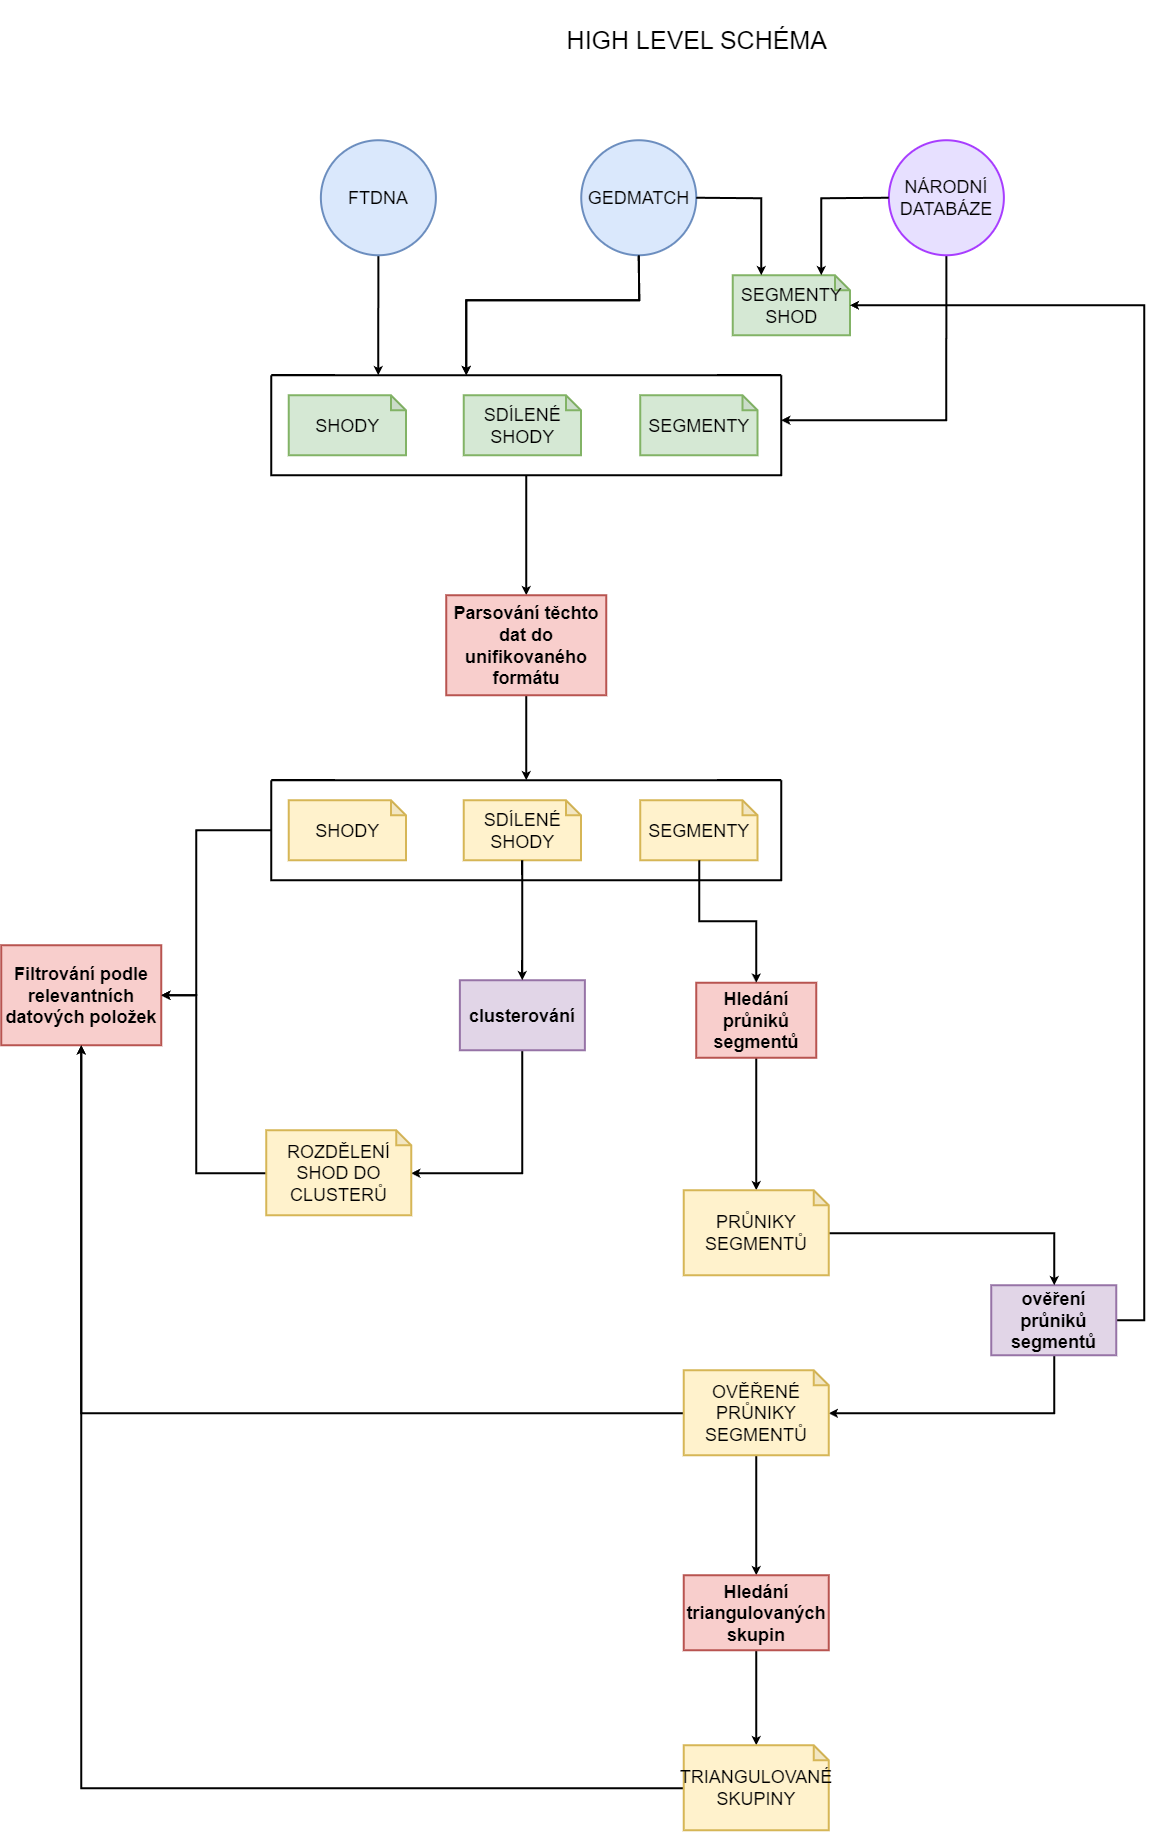 HIGH LEVEL SCHÉMA
FTDNA
GEDMATCH
NÁRODNÍ
DATABÁZE
SEGMENTY
SHOD
SHODY
SDÍLENÉ
SHODY
SEGMENTY
Parsování těchto
dat do
unifikovaného
formátu
SHODY
SDÍLENÉ
SHODY
SEGMENTY
Filtrování podle
relevantních
datových položek
clusterování
Hledání
průniků
segmentů
ROZDĚLENÍ
SHOD DO
CLUSTERŮ
PRŮNIKY
SEGMENTŮ
ověření
průniků
segmentů
OVĚŘENÉ
PRŮNIKY
SEGMENTŮ
Hledání
triangulovaných
skupin
TRIANGULOVANÉ
SKUPINY